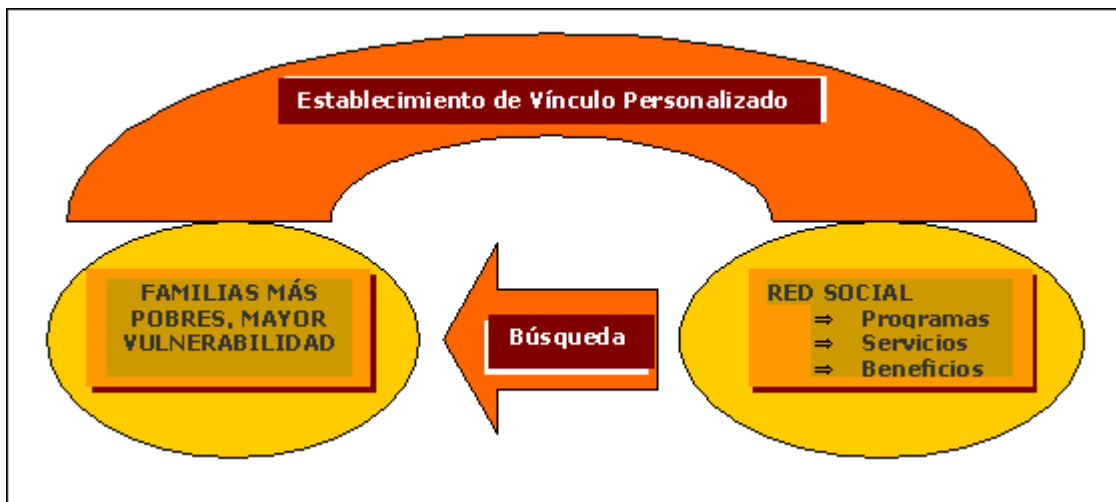 Establecimiento de Vínculo Personalizado
FAMILIAS MÁS
POBRES, MAYOR
VULNERABILIDAD
Búsqueda
RED SOCIAL
⇒ Programas
⇒ Servicios
⇒ Beneficios